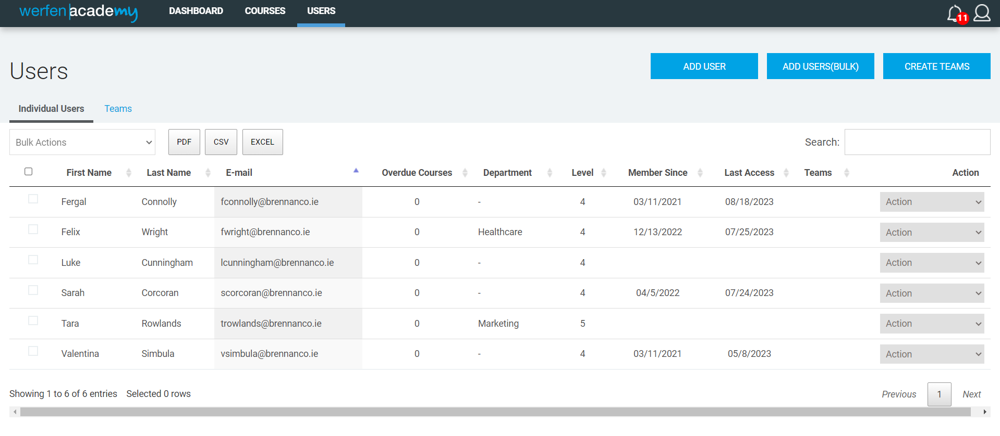 werfen academy DASHBOARD COURSES USERS 11
Users ADD USER ADD USERS(BULK) CREATE TEAMS
Individual Users Teams
Bulk Actions PDF CSV EXCEL Search:
First Name Last Name E-mail Overdue Courses Department Level Member Since Last Access Teams Action
Fergal Connolly fconnolly@brennanco.ie 0 - 4 03/11/2021 08/18/2023 Action
Felix Wright fwright@brennanco.ie 0 Healthcare 4 12/13/2022 07/25/2023 Action
Luke Cunningham lcunningham@brennanco.ie 0 - 4 Action
Sarah Corcoran scorcoran@brennanco.ie 0 - 4 04/5/2022 07/24/2023 Action
Tara Rowlands trowlands@brennanco.ie 0 Marketing 5 Action
Valentina Simbula vsimbula@brennanco.ie 0 - 4 03/11/2021 05/8/2023 Action
Showing 1 to 6 of 6 entries Selected 0 rows Previous 1 Next